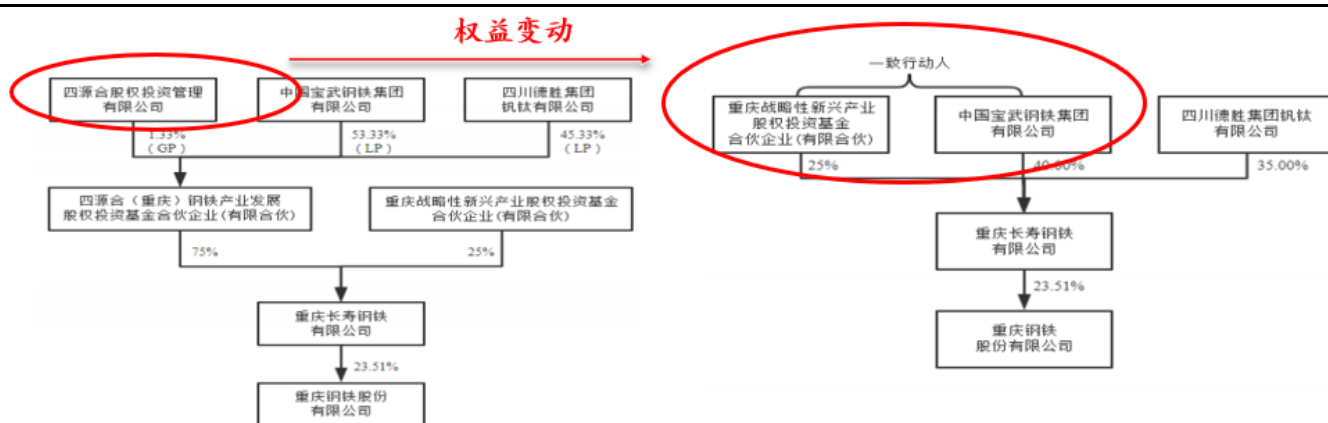 权益变动
四源合股权投资管理
有限公司
中国宝武钢铁集团
有限公司
四川德胜集团
钒钛有限公司
1.33%
(GP)
53.33%
(LP)
45.33%
(LP)
四源合（重庆）钢铁产业发展
股权投资基金合伙企业(有限合伙)
重庆战略性新兴产业股权投资基金
合伙企业(有限合伙)
75%
25%
重庆长寿钢铁
有限公司
23.51%
重庆钢铁股份
有限公司
一致行动人
重庆战略性新兴产业
股权投资基金
合伙企业(有限合伙)
中国宝武钢铁集团
有限公司
四川德胜集团钒钛
有限公司
25%
40.00%
35.00%
重庆长寿钢铁
有限公司
23.51%
重庆钢铁
股份有限公司